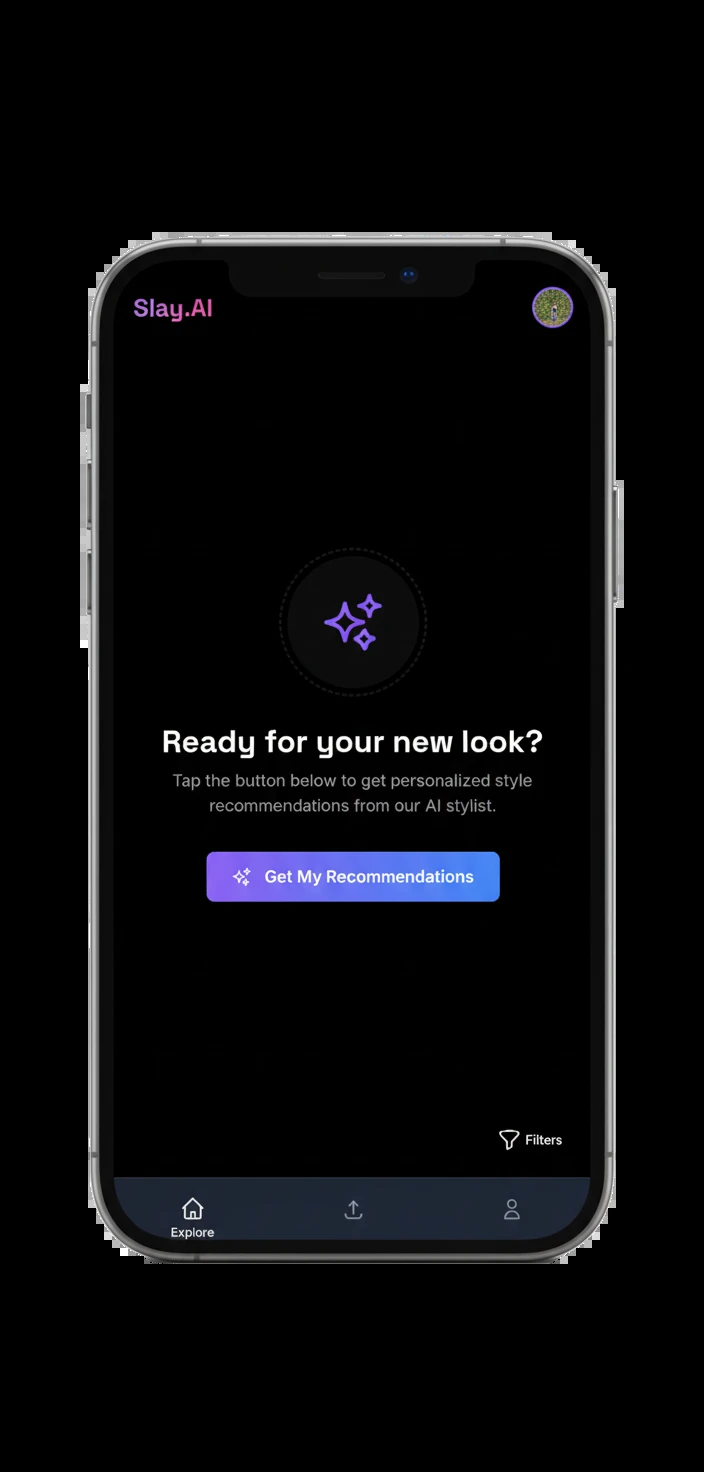 Slay.AI
Ready for your new look?
Tap the button below to get personalized style
recommendations from our AI stylist.
Get My Recommendations
Filters
Explore